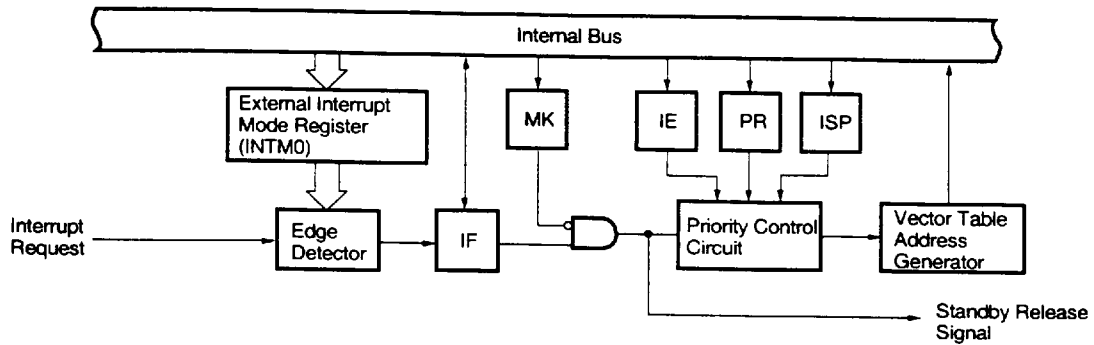 Internal Bus
External Interrupt
Mode Register
(INTM0)
MK
IE
PR
ISP
Interrupt
Request
Edge
Detector
IF
Priority Control
Circuit
Vector Table
Address
Generator
Standby Release
Signal